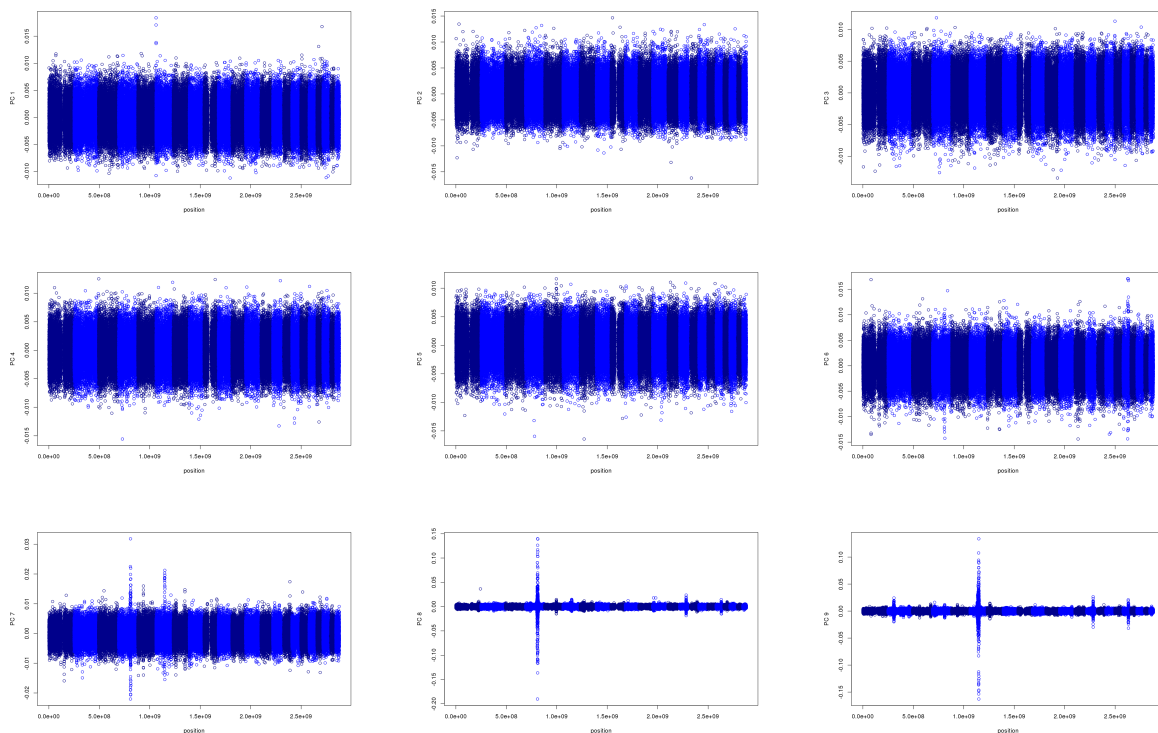 PC 1
-0.010 -0.005 0.000 0.005 0.010 0.015
0.0e+00 5.0e+08 1.0e+09 1.5e+09 2.0e+09 2.5e+09
position
PC 2
-0.015 -0.010 -0.005 0.000 0.005 0.010 0.015
0.0e+00 5.0e+08 1.0e+09 1.5e+09 2.0e+09 2.5e+09
position
PC 3
-0.010 -0.005 0.000 0.005 0.010
0.0e+00 5.0e+08 1.0e+09 1.5e+09 2.0e+09 2.5e+09
position
PC 4
-0.015 -0.010 -0.005 0.000 0.005 0.010
0.0e+00 5.0e+08 1.0e+09 1.5e+09 2.0e+09 2.5e+09
position
PC 5
-0.015 -0.010 -0.005 0.000 0.005 0.010
0.0e+00 5.0e+08 1.0e+09 1.5e+09 2.0e+09 2.5e+09
position
PC 6
-0.015 -0.010 -0.005 0.000 0.005 0.010 0.015
0.0e+00 5.0e+08 1.0e+09 1.5e+09 2.0e+09 2.5e+09
position
PC 7
-0.02 -0.01 0.00 0.01 0.02 0.03
0.0e+00 5.0e+08 1.0e+09 1.5e+09 2.0e+09 2.5e+09
position
PC 8
-0.20 -0.15 -0.10 -0.05 0.00 0.05 0.10 0.15
0.0e+00 5.0e+08 1.0e+09 1.5e+09 2.0e+09 2.5e+09
position
PC 9
-0.15 -0.10 -0.05 0.00 0.05 0.10
0.0e+00 5.0e+08 1.0e+09 1.5e+09 2.0e+09 2.5e+09
position